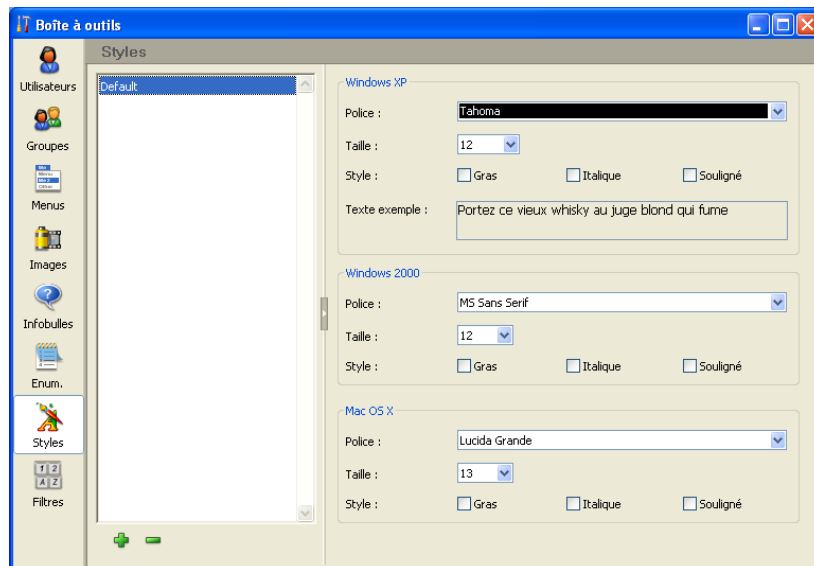 Boîte à outils
Styles
Utilisateurs
Groupes
Menus
Images
Infobulles
Enum.
Styles
Filtres
Default
Windows XP
Police : Tahoma
Taille : 12
Style : Gras Italique Souligné
Texte exemple : Portez ce vieux whisky au juge blond qui fume
Windows 2000
Police : MS Sans Serif
Taille : 12
Style : Gras Italique Souligné
Mac OS X
Police : Lucida Grande
Taille : 13
Style : Gras Italique Souligné